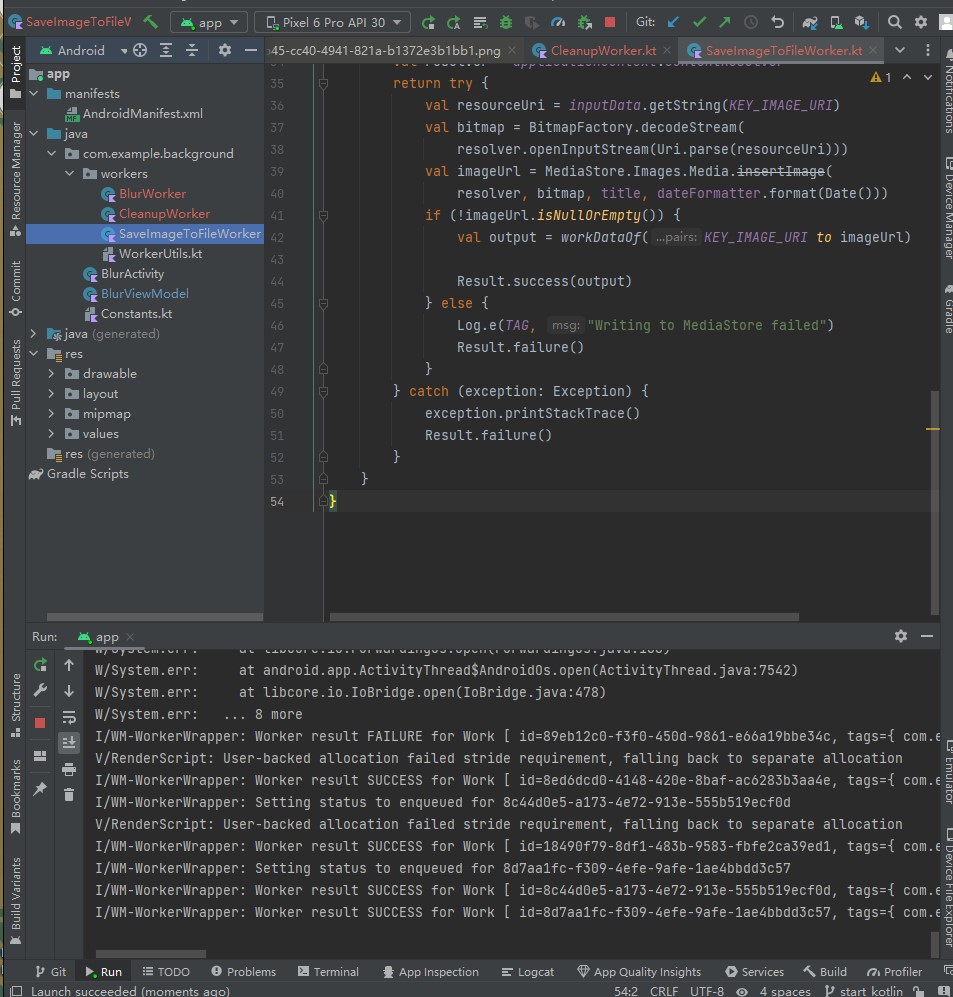 SaveImageToFileV
app
Pixel 6 Pro API 30
Git:
Android
b45-cc40-4941-821a-b1372e3b1bb1.png
CleanupWorker.kt
SaveImageToFileWorker.kt
Project
Resource Manager
Commit
Pull Requests
Structure
Bookmarks
Build Variants
app
manifests
AndroidManifest.xml
java
com.example.background
workers
BlurWorker
CleanupWorker
SaveImageToFileWorker
WorkerUtils.kt
BlurActivity
BlurViewModel
Constants.kt
java (generated)
res
drawable
layout
mipmap
values
res (generated)
Gradle Scripts
1
35 return try {
36 val resourceUri = inputData.getString(KEY_IMAGE_URI)
37 val bitmap = BitmapFactory.decodeStream(
38 resolver.openInputStream(Uri.parse(resourceUri)))
39 val imageUrl = MediaStore.Images.Media.insertImage(
40 resolver, bitmap, title, dateFormatter.format(Date()))
41 if (!imageUrl.isNullOrEmpty()) {
42 val output = workDataOf( ...pairs: KEY_IMAGE_URI to imageUrl)
43
44 Result.success(output)
45 } else {
46 Log.e(TAG, msg: "Writing to MediaStore failed")
47 Result.failure()
48 }
49 } catch (exception: Exception) {
50 exception.printStackTrace()
51 Result.failure()
52 }
53 }
54 }
Notifications
Device Manager
Gradle
Emulator
Device File Explorer
Run: app
W/System.err: at libcore.io.ForwardingOs.open(ForwardingOs.java:166)
W/System.err: at android.app.ActivityThread$AndroidOs.open(ActivityThread.java:7542)
W/System.err: at libcore.io.IoBridge.open(IoBridge.java:478)
W/System.err: ... 8 more
I/WM-WorkerWrapper: Worker result FAILURE for Work [ id=89eb12c0-f3f0-450d-9861-e66a19bbe34c, tags={ com.e
V/RenderScript: User-backed allocation failed stride requirement, falling back to separate allocation
I/WM-WorkerWrapper: Worker result SUCCESS for Work [ id=8ed6dcd0-4148-420e-8baf-ac6283b3aa4e, tags={ com.e
I/WM-WorkerWrapper: Setting status to enqueued for 8c44d0e5-a173-4e72-913e-555b519ecf0d
V/RenderScript: User-backed allocation failed stride requirement, falling back to separate allocation
I/WM-WorkerWrapper: Worker result SUCCESS for Work [ id=18490f79-8df1-483b-9583-fbfe2ca39ed1, tags={ com.e
I/WM-WorkerWrapper: Setting status to enqueued for 8d7aa1fc-f309-4efe-9afe-1ae4bbdd3c57
I/WM-WorkerWrapper: Worker result SUCCESS for Work [ id=8c44d0e5-a173-4e72-913e-555b519ecf0d, tags={ com.e
I/WM-WorkerWrapper: Worker result SUCCESS for Work [ id=8d7aa1fc-f309-4efe-9afe-1ae4bbdd3c57, tags={ com.e
Git Run TODO Problems Terminal App Inspection Logcat App Quality Insights Services Build Profiler
Launch succeeded (moments ago) 54:2 CRLF UTF-8 4 spaces start_kotlin